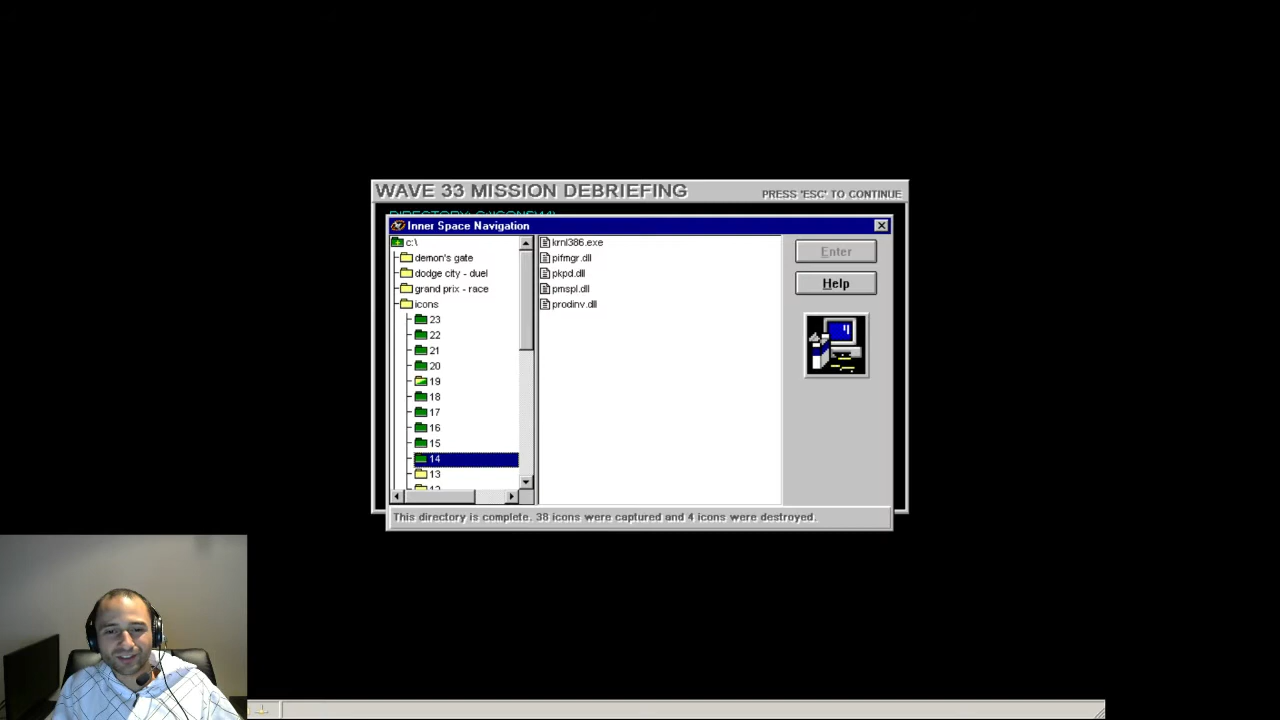 WAVE 33 MISSION DEBRIEFING
PRESS 'ESC' TO CONTINUE
Inner Space Navigation
c:\
demon's gate
dodge city - duel
grand prix - race
icons
23
22
21
20
19
18
17
16
15
14
13
krnl386.exe
pifmgr.dll
pkpd.dll
pmspl.dll
prodinv.dll
Enter
Help
This directory is complete. 38 icons were captured and 4 icons were destroyed.